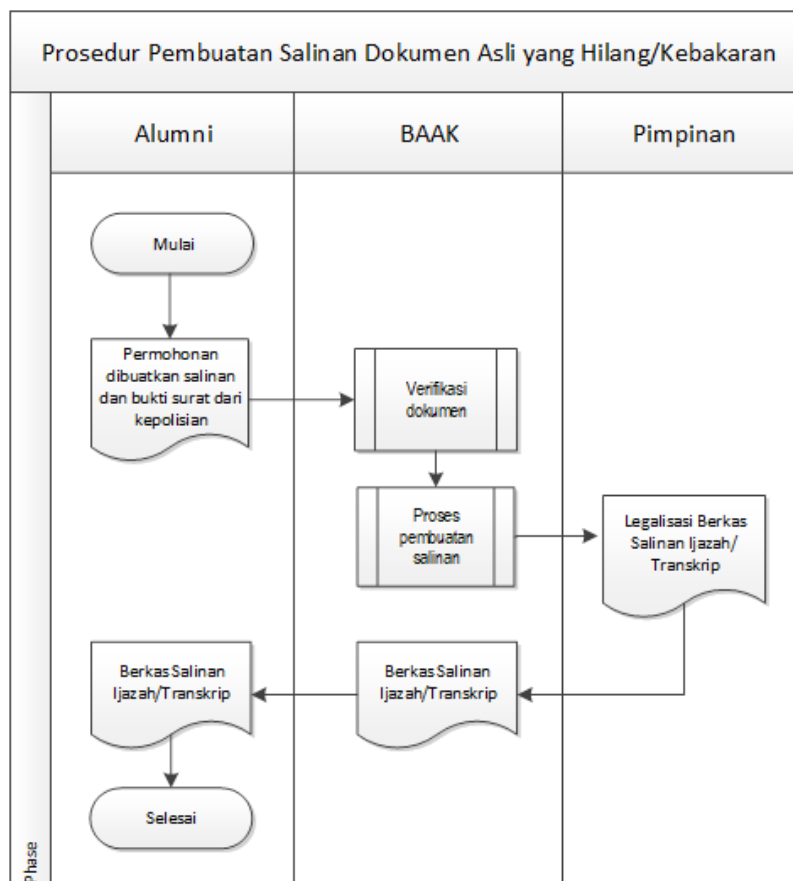 Prosedur Pembuatan Salinan Dokumen Asli yang Hilang/Kebakaran
Alumni
BAAK
Pimpinan
Mulai
Permohonan
dibuatkan salinan
dan bukti surat dari
kepolisian
Verifikasi
dokumen
Proses
pembuatan
salinan
Legalisasi Berkas
Salinan Ijazah/
Transkrip
Berkas Salinan
Ijazah/Transkrip
Berkas Salinan
Ijazah/Transkrip
Selesai
Phase